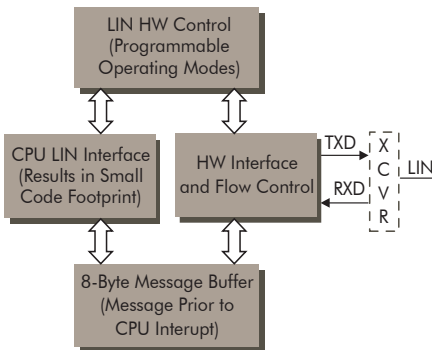 LIN HW Control
(Programmable
Operating Modes)
CPU LIN Interface
(Results in Small
Code Footprint)
HW Interface
and Flow Control
TXD
RXD
X
C
V
R
LIN
8-Byte Message Buffer
(Message Prior to
CPU Interupt)